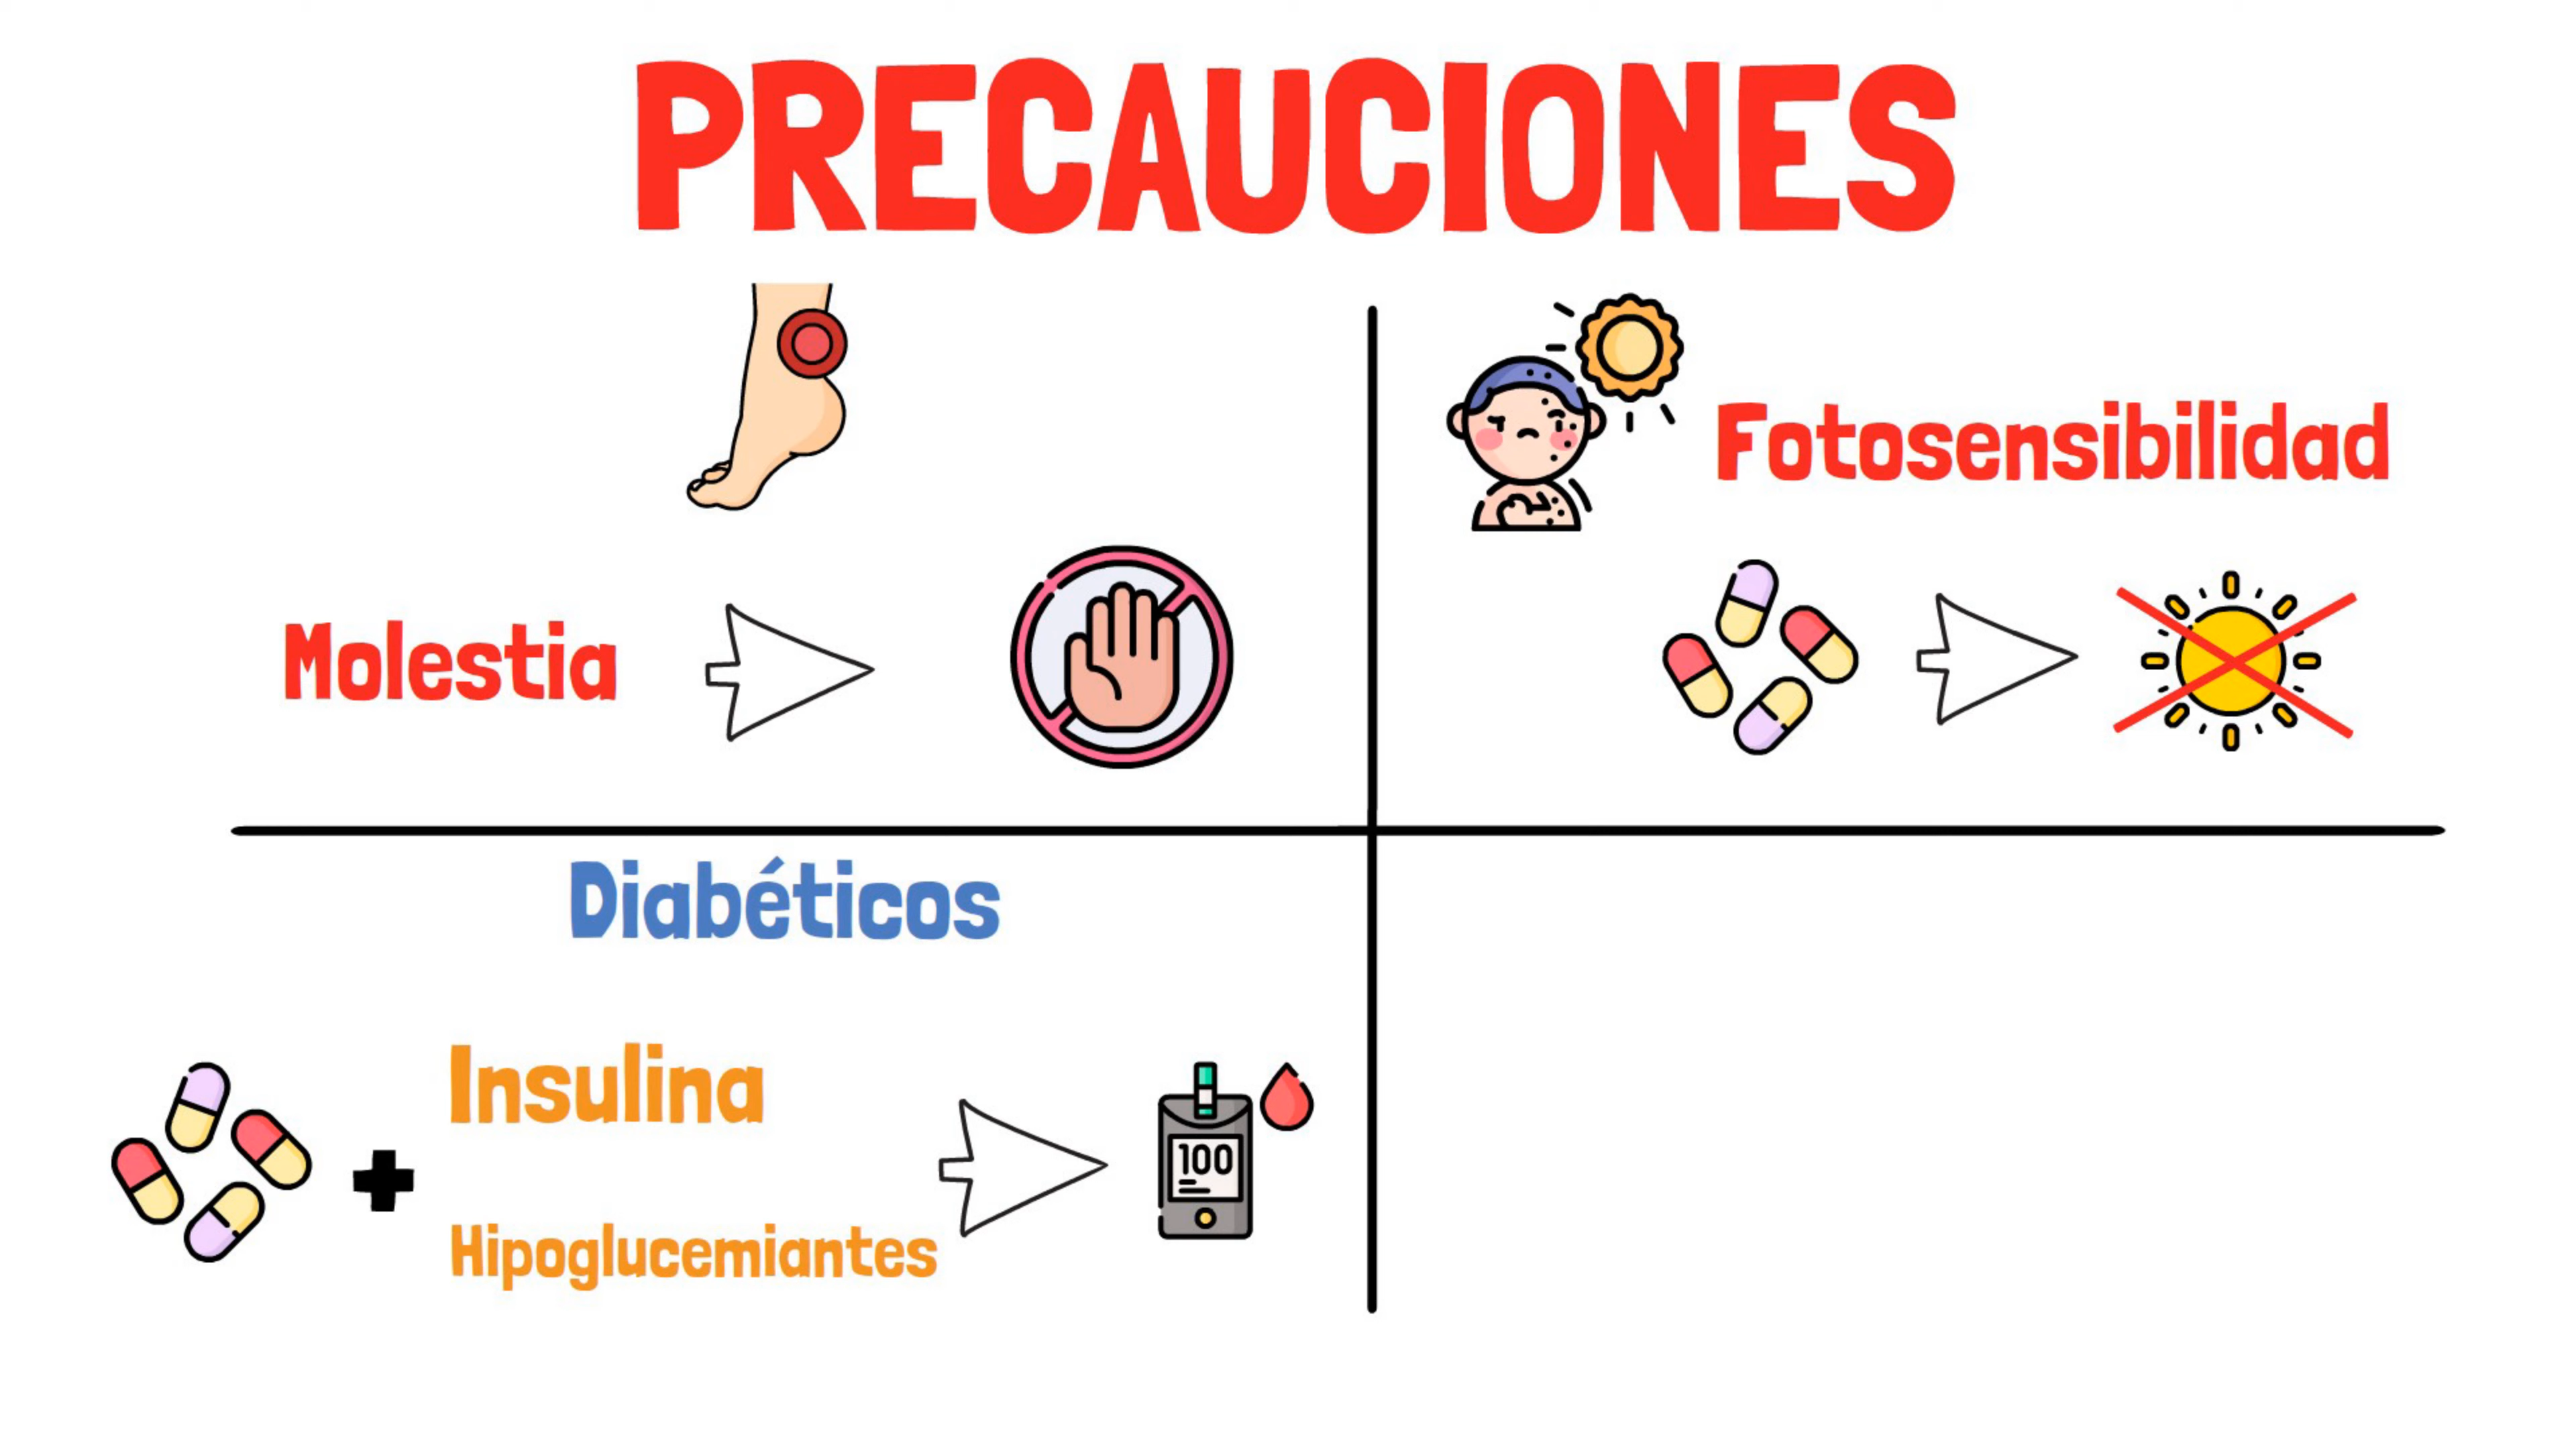 PRECAUCIONES
Molestia
Fotosensibilidad
Diabéticos
Insulina
Hipoglucemiantes
100